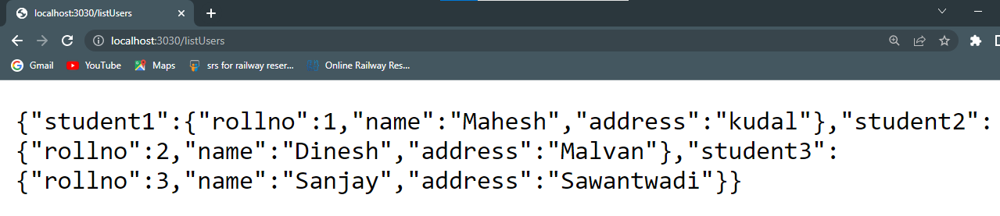 localhost:3030/listUsers
localhost:3030/listUsers
Gmail YouTube Maps srs for railway reser... Online Railway Res...
{"student1":{"rollno":1,"name":"Mahesh","address":"kudal"},"student2":
{"rollno":2,"name":"Dinesh","address":"Malvan"},"student3":
{"rollno":3,"name":"Sanjay","address":"Sawantwadi"}}